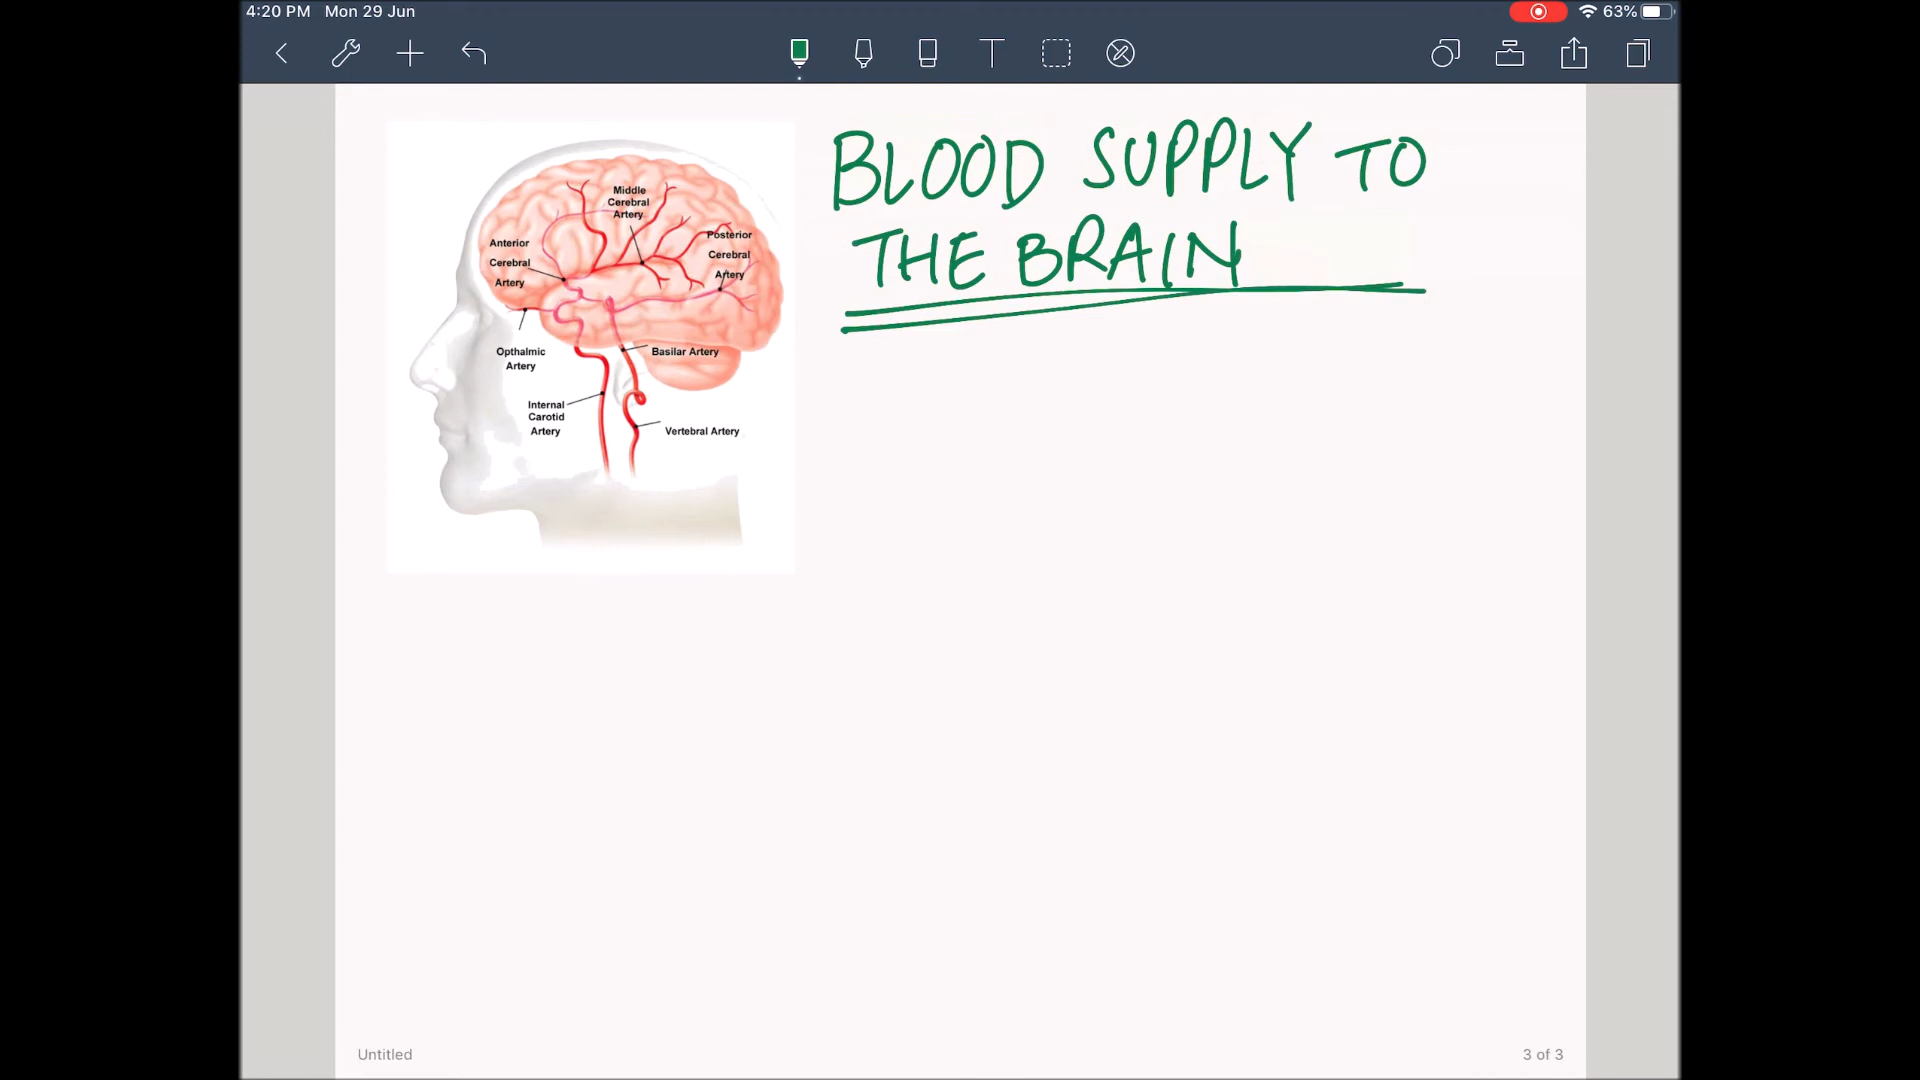 4:20 PM Mon 29 Jun
63%
BLOOD SUPPLY TO
THE BRAIN
Middle
Cerebral
Artery
Anterior
Cerebral
Artery
Posterior
Cerebral
Artery
Opthalmic
Artery
Basilar Artery
Internal
Carotid
Artery
Vertebral Artery
Untitled
3 of 3